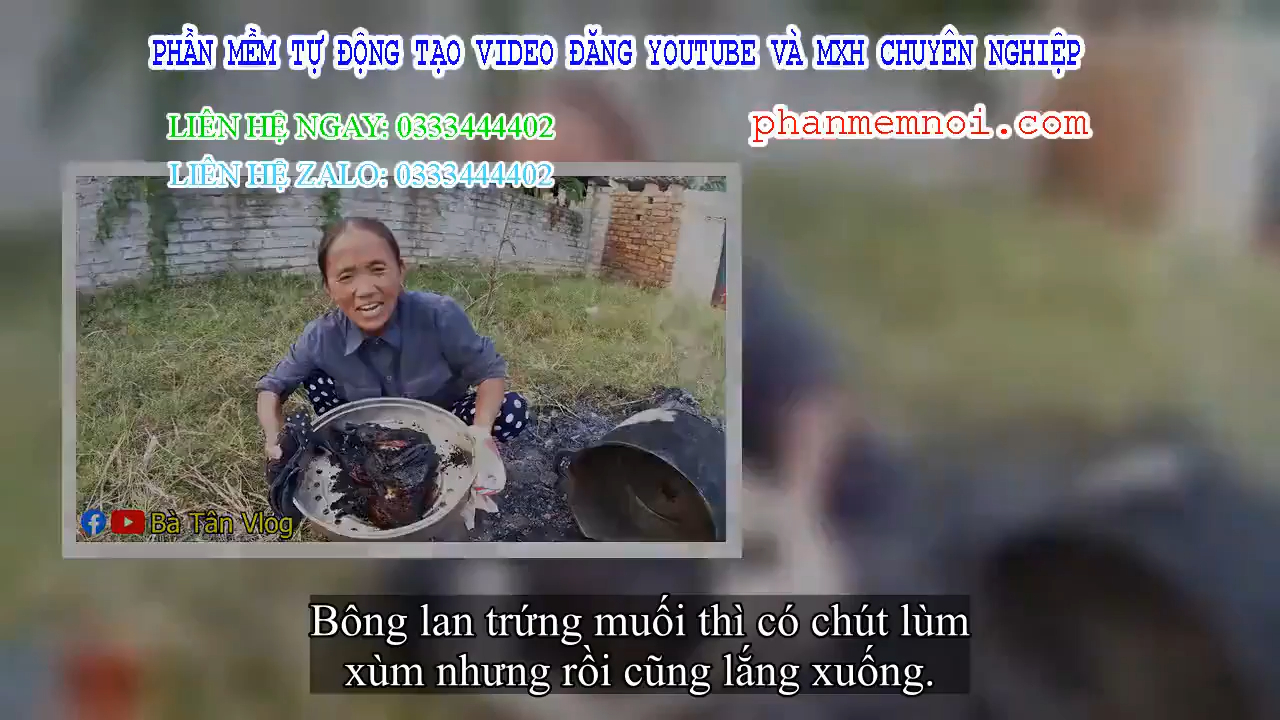 PHẦN MỀM TỰ ĐỘNG TẠO VIDEO ĐĂNG YOUTUBE VÀ MXH CHUYÊN NGHIỆP
LIÊN HỆ NGAY: 0333444402
phanmemnoi.com
LIÊN HỆ ZALO: 0333444402
Bà Tân Vlog
Bông lan trứng muối thì có chút lùm
xùm nhưng rồi cũng lắng xuống.